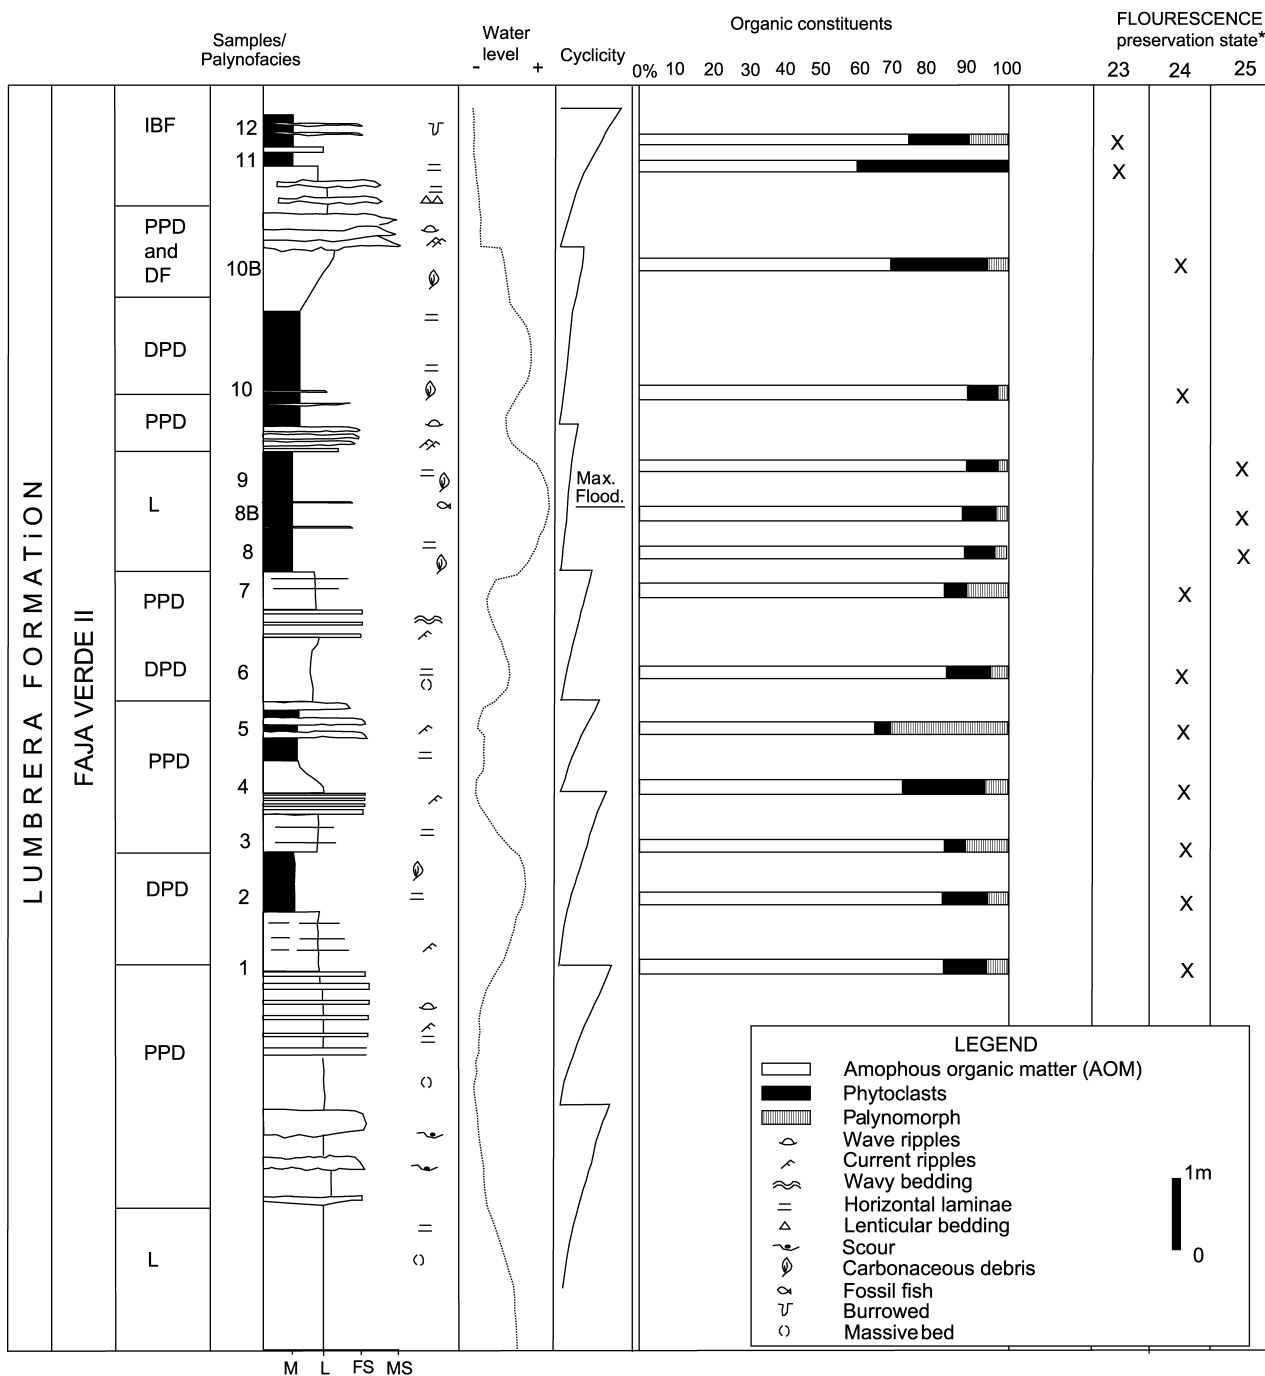 Samples/
Palynofacies
Water
level
- +
Cyclicity
Organic constituents
0% 10 20 30 40 50 60 70 80 90 100
FLOURESCENCE
preservation state*
23 24 25
LUMBRERA FORMATiON
FAJA VERDE II
IBF
PPD
and
DF
DPD
PPD
L
PPD
DPD
PPD
DPD
PPD
L
12
11
10B
10
9
8B
8
7
6
5
4
3
2
1
Max.
Flood.
X
X
X
X
X
X
X
X
X
X
X
X
X
X
M L FS MS
LEGEND
Amophous organic matter (AOM)
Phytoclasts
Palynomorph
Wave ripples
Current ripples
Wavy bedding
Horizontal laminae
Lenticular bedding
Scour
Carbonaceous debris
Fossil fish
Burrowed
Massive bed
1m
0